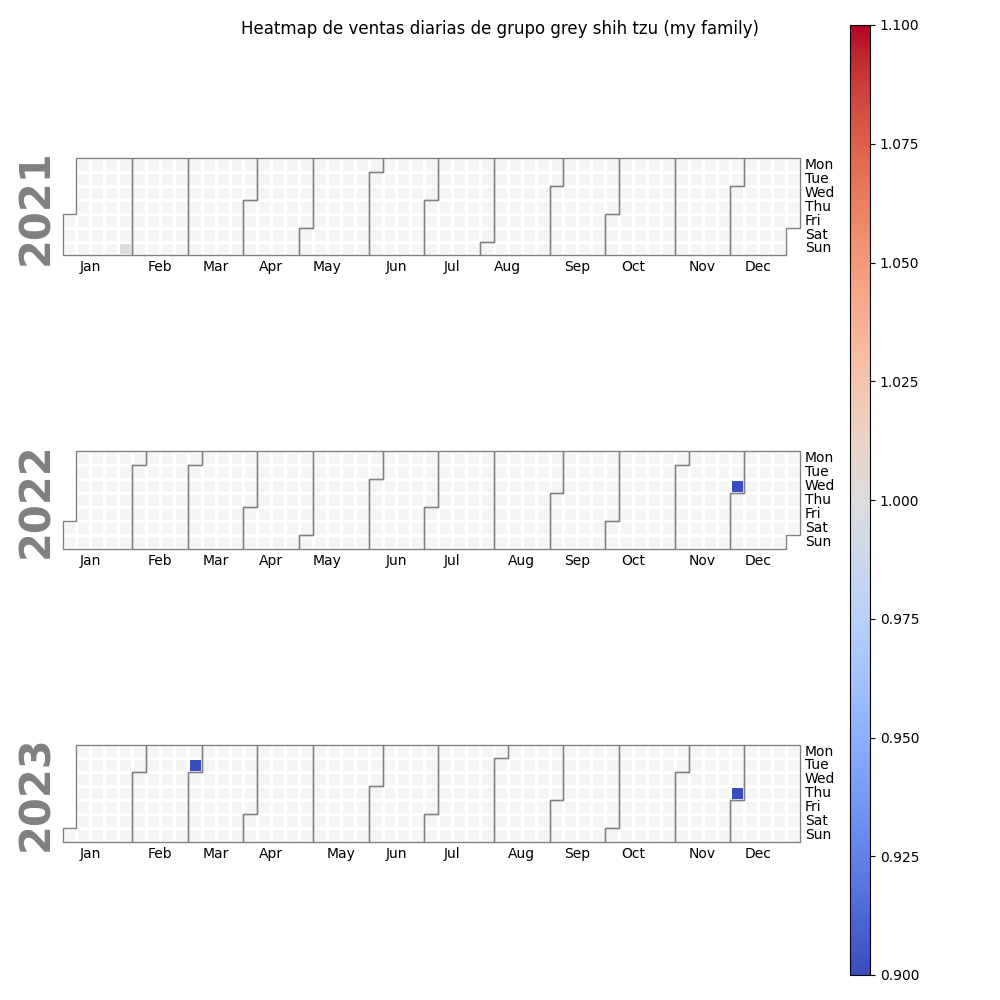 Heatmap de ventas diarias de grupo grey shih tzu (my family)
2021
Mon
Tue
Wed
Thu
Fri
Sat
Sun
Jan Feb Mar Apr May Jun Jul Aug Sep Oct Nov Dec
2022
Mon
Tue
Wed
Thu
Fri
Sat
Sun
Jan Feb Mar Apr May Jun Jul Aug Sep Oct Nov Dec
2023
Mon
Tue
Wed
Thu
Fri
Sat
Sun
Jan Feb Mar Apr May Jun Jul Aug Sep Oct Nov Dec
1.100
1.075
1.050
1.025
1.000
0.975
0.950
0.925
0.900